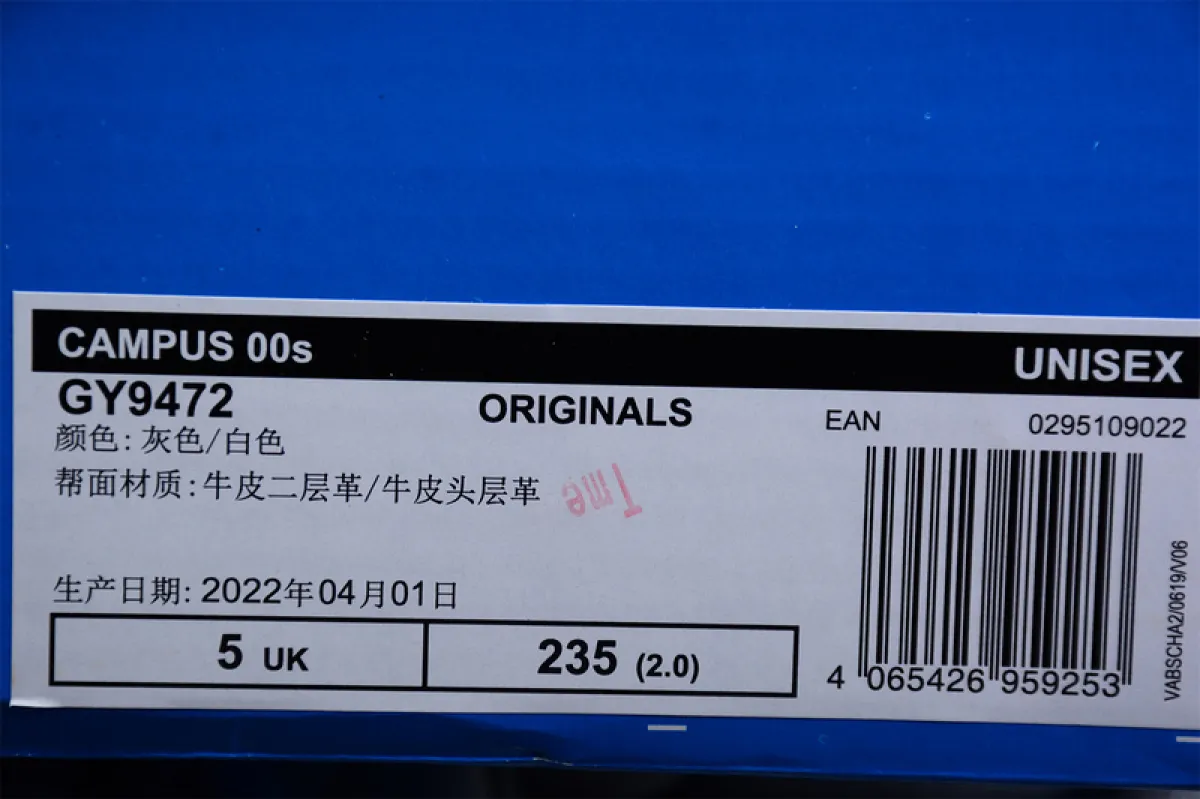 CAMPUS 00s
UNISEX
GY9472
ORIGINALS
EAN
0295109022
颜色: 灰色/白色
帮面材质: 牛皮二层革/牛皮头层革
Tme
生产日期: 2022年04月01日
5 UK
235 (2.0)
4 065426 959253
VABSCHA2/0619/V06